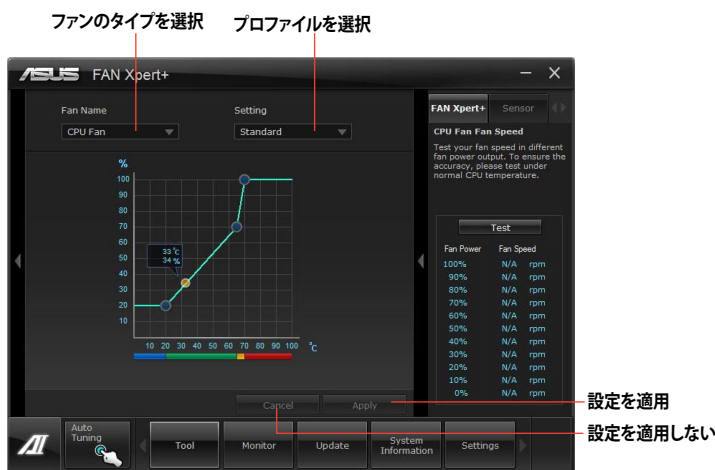 ファンのタイプを選択 プロファイルを選択
ASUS FAN Xpert+
Fan Name Setting
CPU Fan Standard
FAN Xpert+ Sensor
CPU Fan Fan Speed
Test your fan speed in different
fan power output. To ensure the
accuracy, please test under
normal CPU temperature.
Test
Fan Power Fan Speed
100% N/A rpm
90% N/A rpm
80% N/A rpm
70% N/A rpm
60% N/A rpm
50% N/A rpm
40% N/A rpm
30% N/A rpm
20% N/A rpm
10% N/A rpm
0% N/A rpm
%
100
90
80
70
60
50
40
30
20
10
33 °C
34 %
10 20 30 40 50 60 70 80 90 100 °C
Cancel Apply
設定を適用
設定を適用しない
AI
Auto
Tuning
Tool Monitor Update System
Information Settings